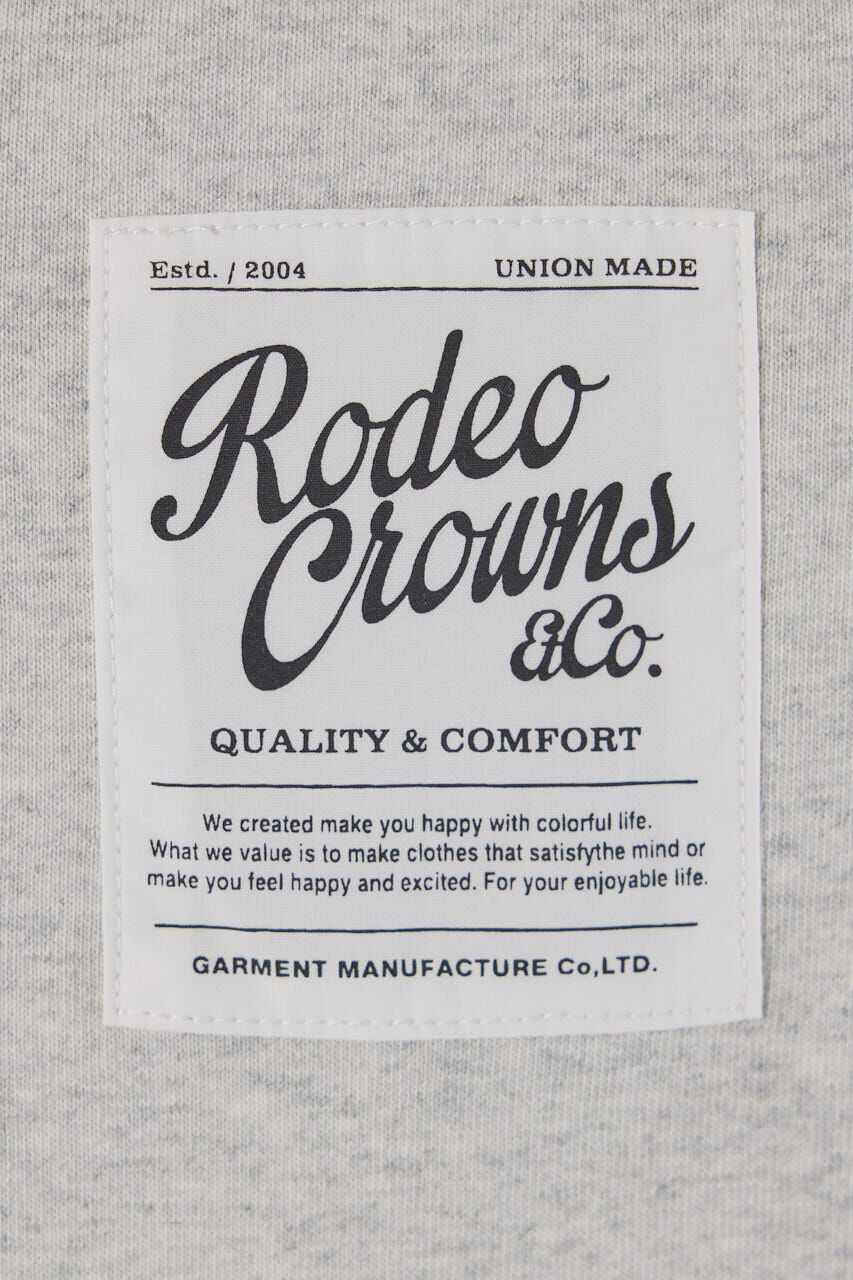 Estd. / 2004 UNION MADE
Rodeo
Crowns
&Co.
QUALITY & COMFORT
We created make you happy with colorful life.
What we value is to make clothes that satisfythe mind or
make you feel happy and excited. For your enjoyable life.
GARMENT MANUFACTURE Co,LTD.